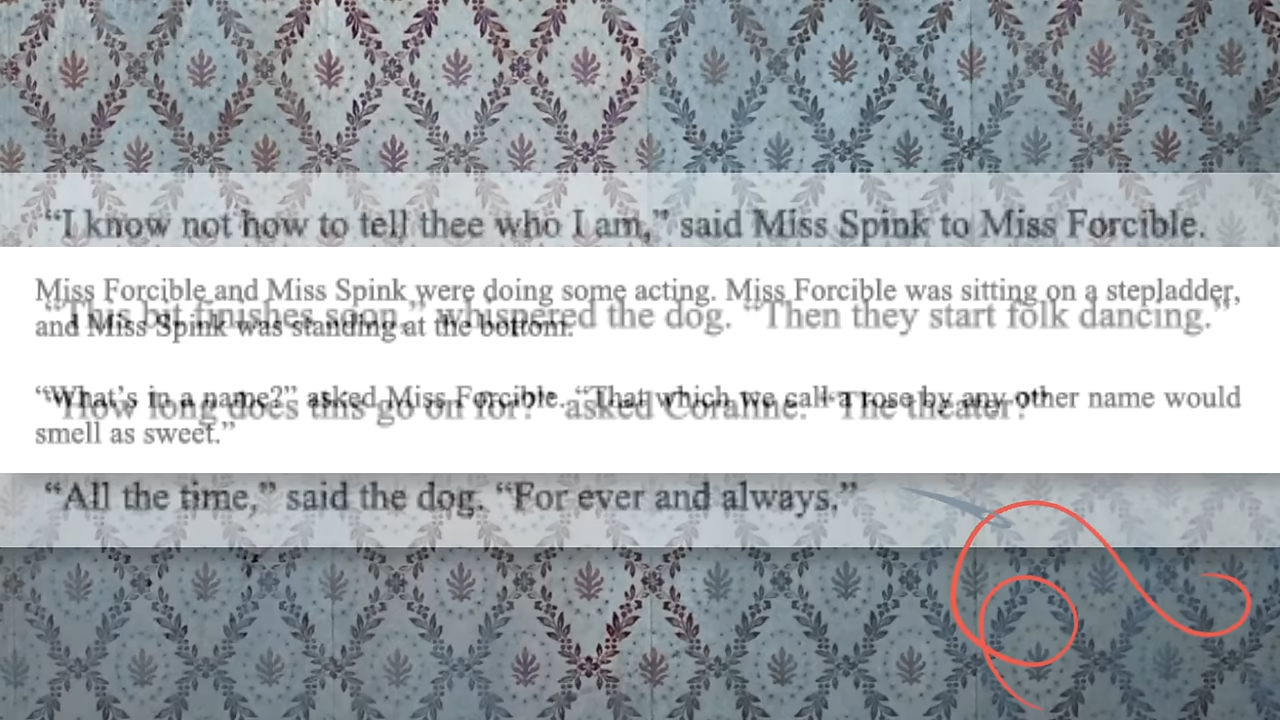 “I know not how to tell thee who I am,” said Miss Spink to Miss Forcible.
Miss Forcible and Miss Spink were doing some acting. Miss Forcible was sitting on a stepladder,
“This bit finishes soon,” whispered the dog. “Then they start folk dancing.”
and Miss Spink was standing at the bottom.
“What’s in a name?” asked Miss Forcible. “That which we call a rose by any other name would
“How long does this go on for?” asked Coraline. “The theater?”
smell as sweet.”
“All the time,” said the dog. “For ever and always.”